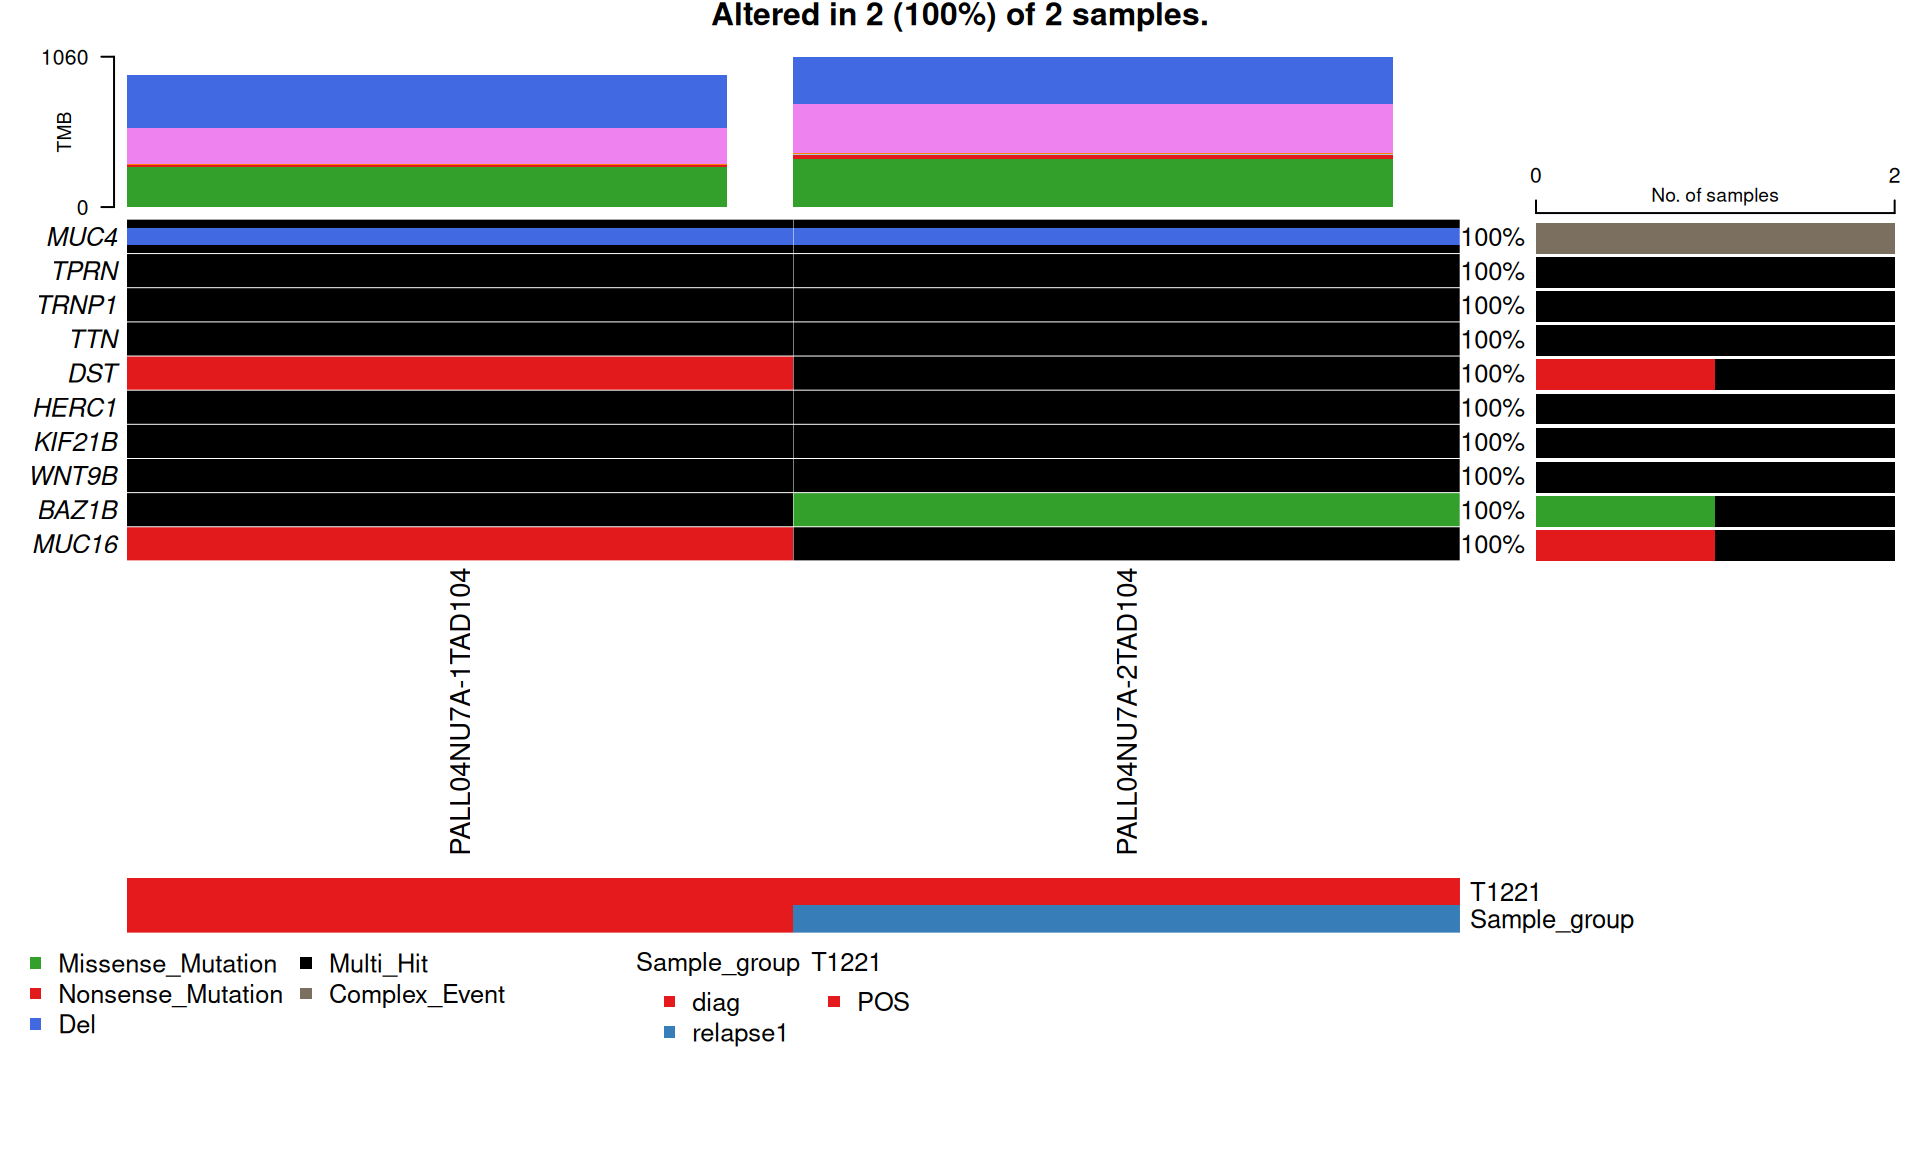 Altered in 2 (100%) of 2 samples.
1060
TMB
0
0 2
No. of samples
MUC4 100%
TPRN 100%
TRNP1 100%
TTN 100%
DST 100%
HERC1 100%
KIF21B 100%
WNT9B 100%
BAZ1B 100%
MUC16 100%
PALL04NU7A-1TAD104
PALL04NU7A-2TAD104
T1221
Sample_group
Missense_Mutation Multi_Hit
Nonsense_Mutation Complex_Event
Del
Sample_group T1221
diag POS
relapse1